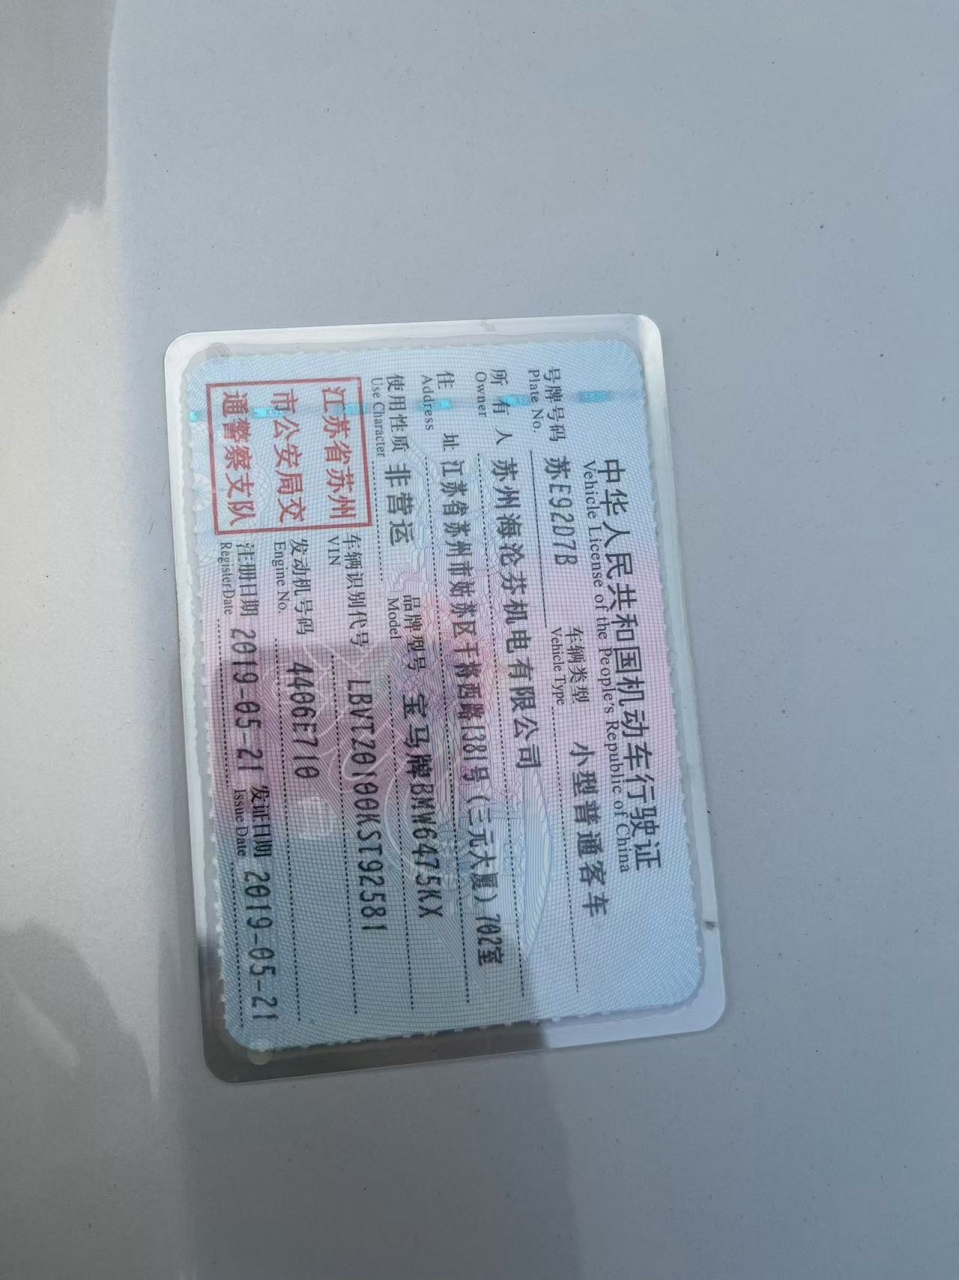 中华人民共和国机动车行驶证
Vehicle License of the People's Republic of China
号牌号码 苏E92D7B 车辆类型 小型普通客车
Plate No. Vehicle Type
所有人 苏州海沧芬机电有限公司
Owner
住址 江苏省苏州市姑苏区干将西路1381号(三元大厦)702室
Address
使用性质 非营运 品牌型号 宝马牌BMW6475KX
Use Character Model
江苏省苏州
市公安局交
通警察支队
车辆识别代号 LBVTZ0100KST92581
VIN
发动机号码 4406E710
Engine No.
注册日期 2019-05-21 发证日期 2019-05-21
Register Date Issue Date